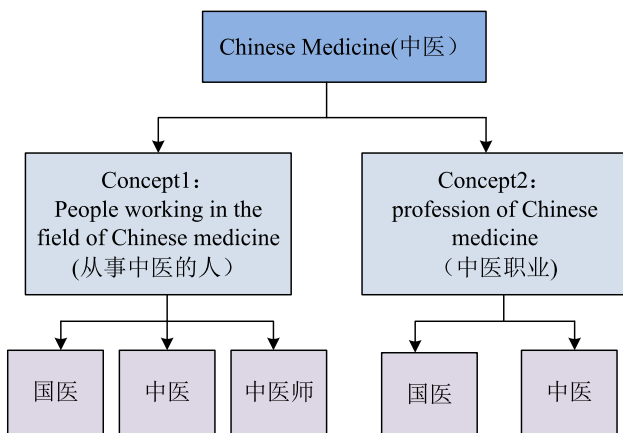 Chinese Medicine(中医）
Concept1：
People working in the
field of Chinese medicine
(从事中医的人）
Concept2：
profession of Chinese
medicine
（中医职业)
国医
中医
中医师
国医
中医